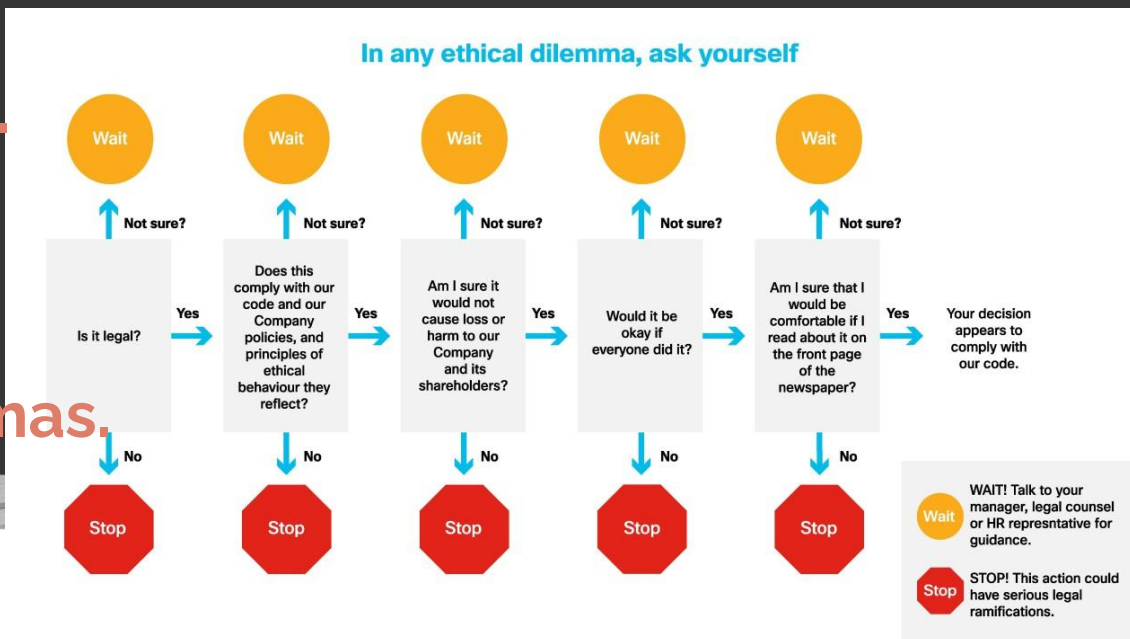 In any ethical dilemma, ask yourself
Wait
Wait
Wait
Wait
Wait
Not sure?
Not sure?
Not sure?
Not sure?
Not sure?
Is it legal?
Yes
Does this
comply with our
code and our
Company
policies, and
principles of
ethical
behaviour they
reflect?
Yes
Am I sure it
would not
cause loss or
harm to our
Company
and its
shareholders?
Yes
Would it be
okay if
everyone did it?
Yes
Am I sure that I
would be
comfortable if I
read about it on
the front page
of the
newspaper?
Yes
Your decision
appears to
comply with
our code.
No
No
No
No
No
Stop
Stop
Stop
Stop
Stop
Wait
WAIT! Talk to your
manager, legal counsel
or HR represntative for
guidance.
Stop
STOP! This action could
have serious legal
ramifications.